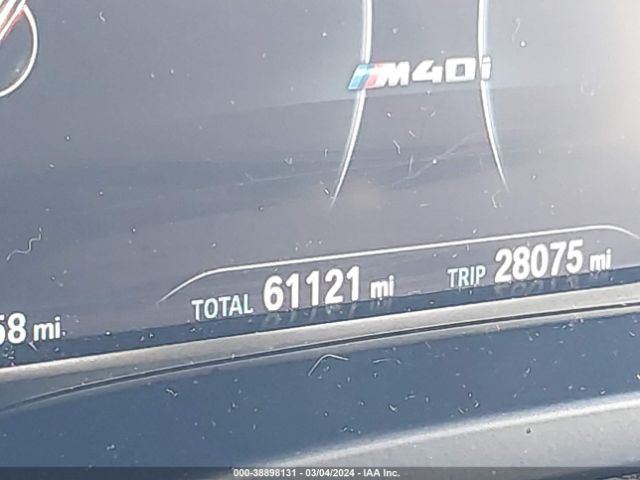 M40i
TOTAL 61121 mi TRIP 28075 mi
58 mi
000-38898131 - 03/04/2024 - IAA Inc.